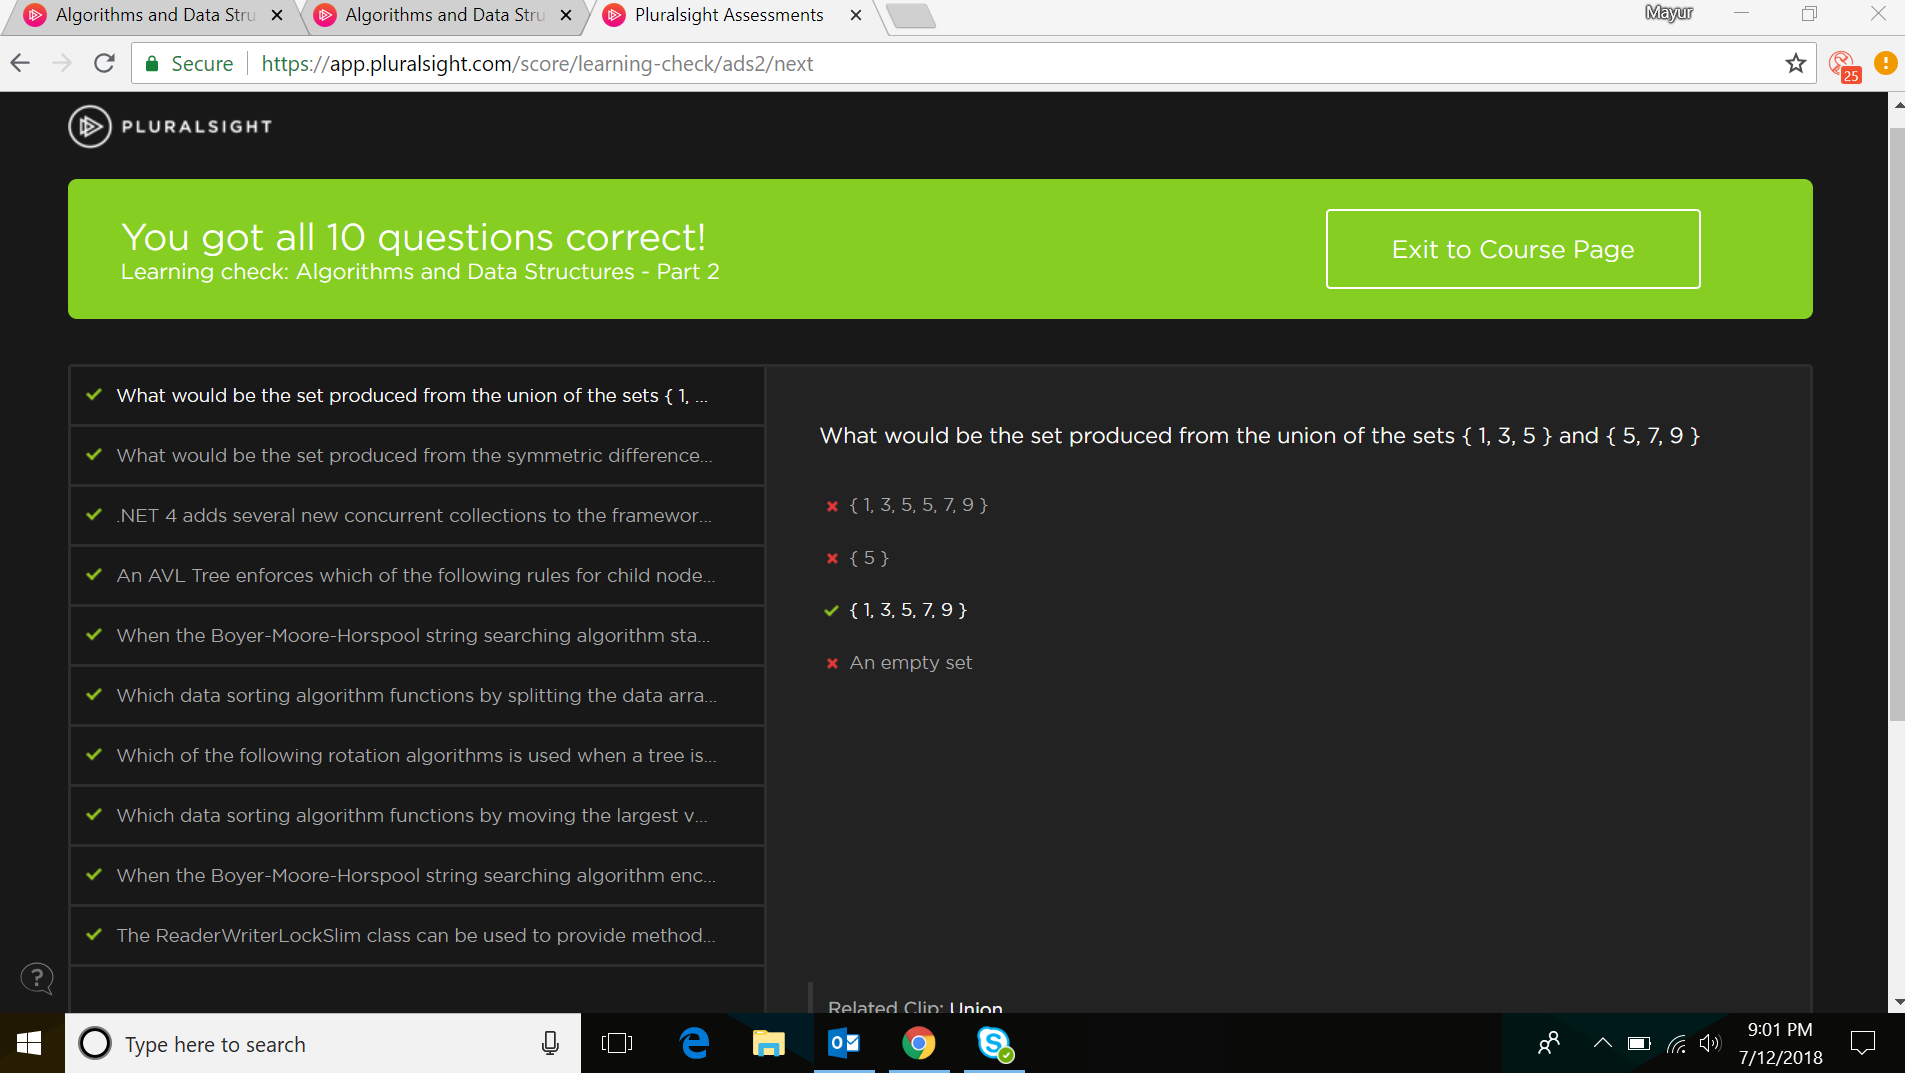 Algorithms and Data Stru
Algorithms and Data Stru
Pluralsight Assessments
Mayur
Secure
https://app.pluralsight.com/score/learning-check/ads2/next
25
PLURALSIGHT
You got all 10 questions correct!
Learning check: Algorithms and Data Structures - Part 2
Exit to Course Page
What would be the set produced from the union of the sets { 1, ...
What would be the set produced from the symmetric difference...
.NET 4 adds several new concurrent collections to the framewor...
An AVL Tree enforces which of the following rules for child node...
When the Boyer-Moore-Horspool string searching algorithm sta...
Which data sorting algorithm functions by splitting the data arra...
Which of the following rotation algorithms is used when a tree is...
Which data sorting algorithm functions by moving the largest v...
When the Boyer-Moore-Horspool string searching algorithm enc...
The ReaderWriterLockSlim class can be used to provide method...
What would be the set produced from the union of the sets { 1, 3, 5 } and { 5, 7, 9 }
{ 1, 3, 5, 5, 7, 9 }
{ 5 }
{ 1, 3, 5, 7, 9 }
An empty set
Related Clip: Union
Type here to search
9:01 PM
7/12/2018